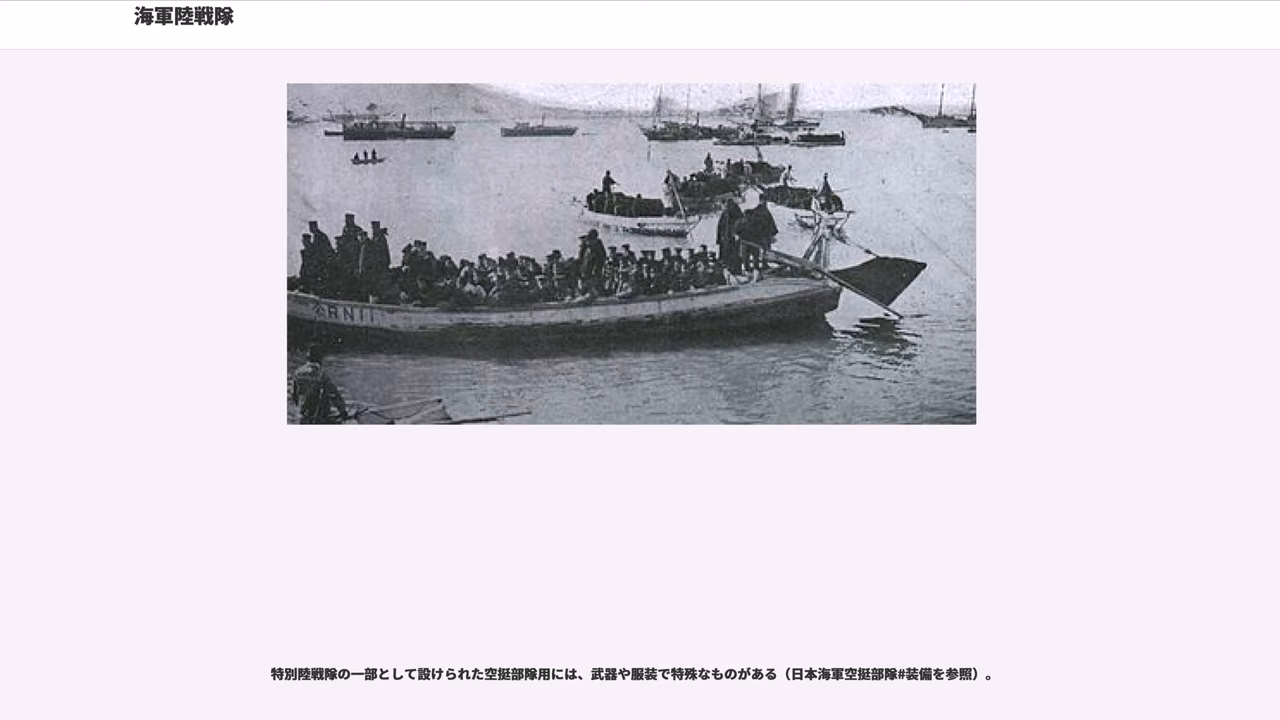 海軍陸戦隊
特別陸戦隊の一部として設けられた空挺部隊用には、武器や服装で特殊なものがある（日本海軍空挺部隊#装備を参照）。